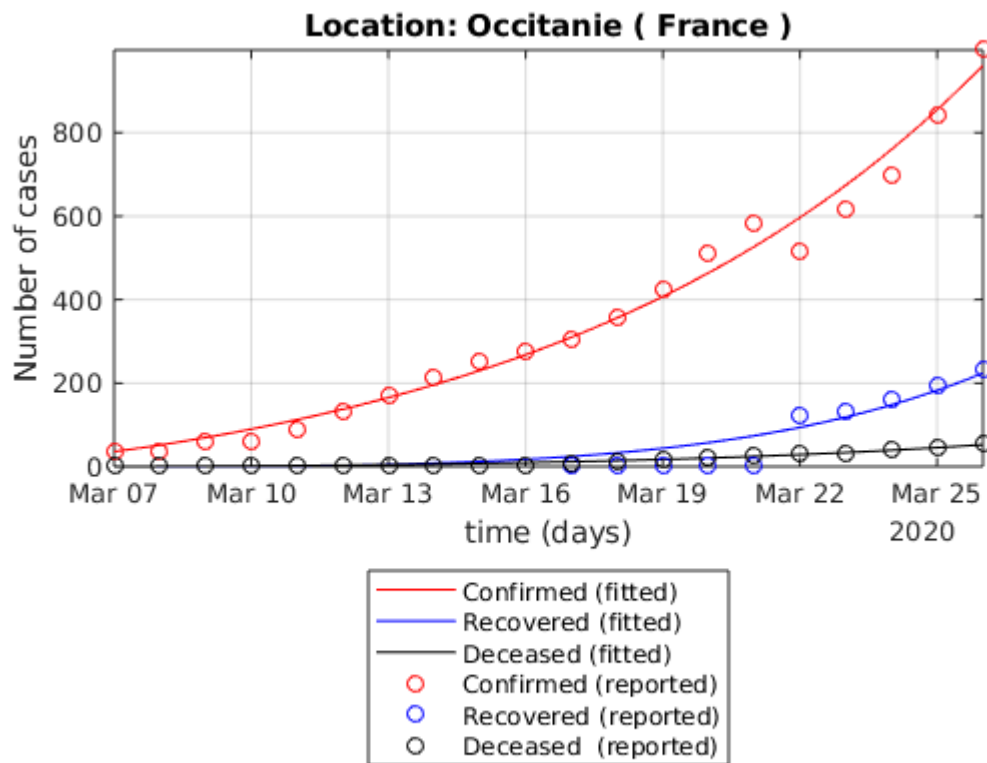 Location: Occitanie ( France )
Number of cases
800
600
400
200
0
Mar 07 Mar 10 Mar 13 Mar 16 Mar 19 Mar 22 Mar 25
time (days)
2020
Confirmed (fitted)
Recovered (fitted)
Deceased (fitted)
Confirmed (reported)
Recovered (reported)
Deceased (reported)